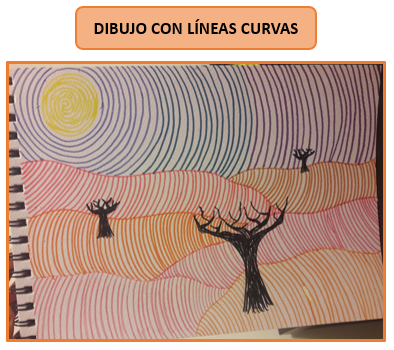 DIBUJO CON LÍNEAS CURVAS